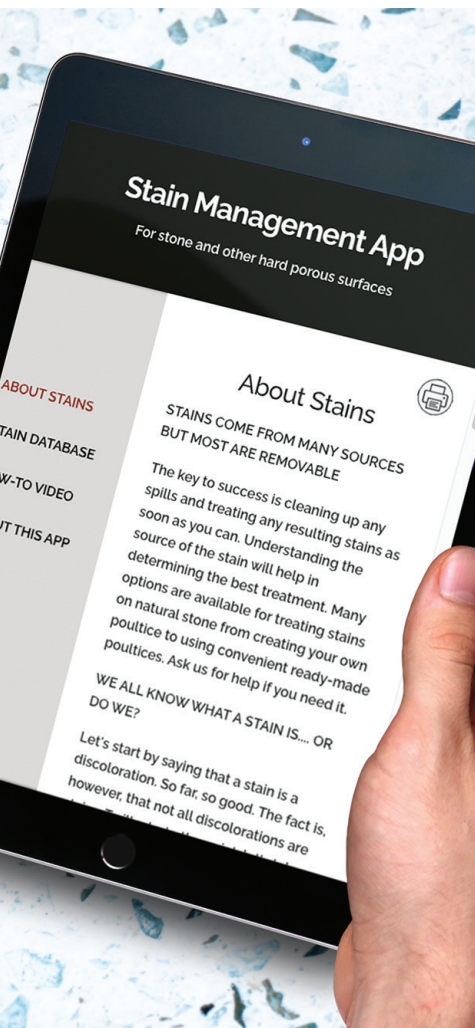 Stain Management App
For stone and other hard porous surfaces
ABOUT STAINS
TAIN DATABASE
W-TO VIDEO
UT THIS APP
About Stains
STAINS COME FROM MANY SOURCES
BUT MOST ARE REMOVABLE
The key to success is cleaning up any
spills and treating any resulting stains as
soon as you can. Understanding the
source of the stain will help in
determining the best treatment. Many
options are available for treating stains
on natural stone from creating your own
poultice to using convenient ready-made
poultices. Ask us for help if you need it.
WE ALL KNOW WHAT A STAIN IS.... OR
DO WE?
Let's start by saying that a stain is a
discoloration. So far, so good. The fact is,
however, that not all discolorations are